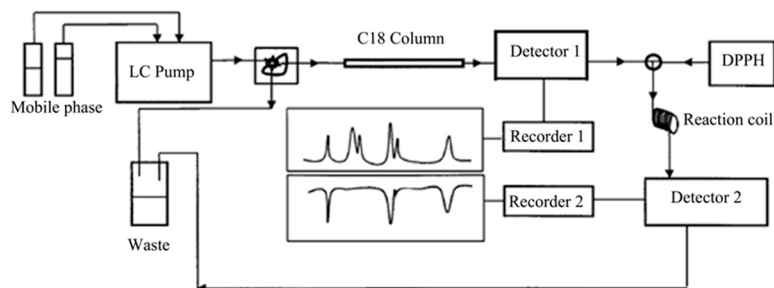 C18 Column
Detector 1
DPPH
LC Pump
Mobile phase
Reaction coil
Recorder 1
Recorder 2
Detector 2
Waste